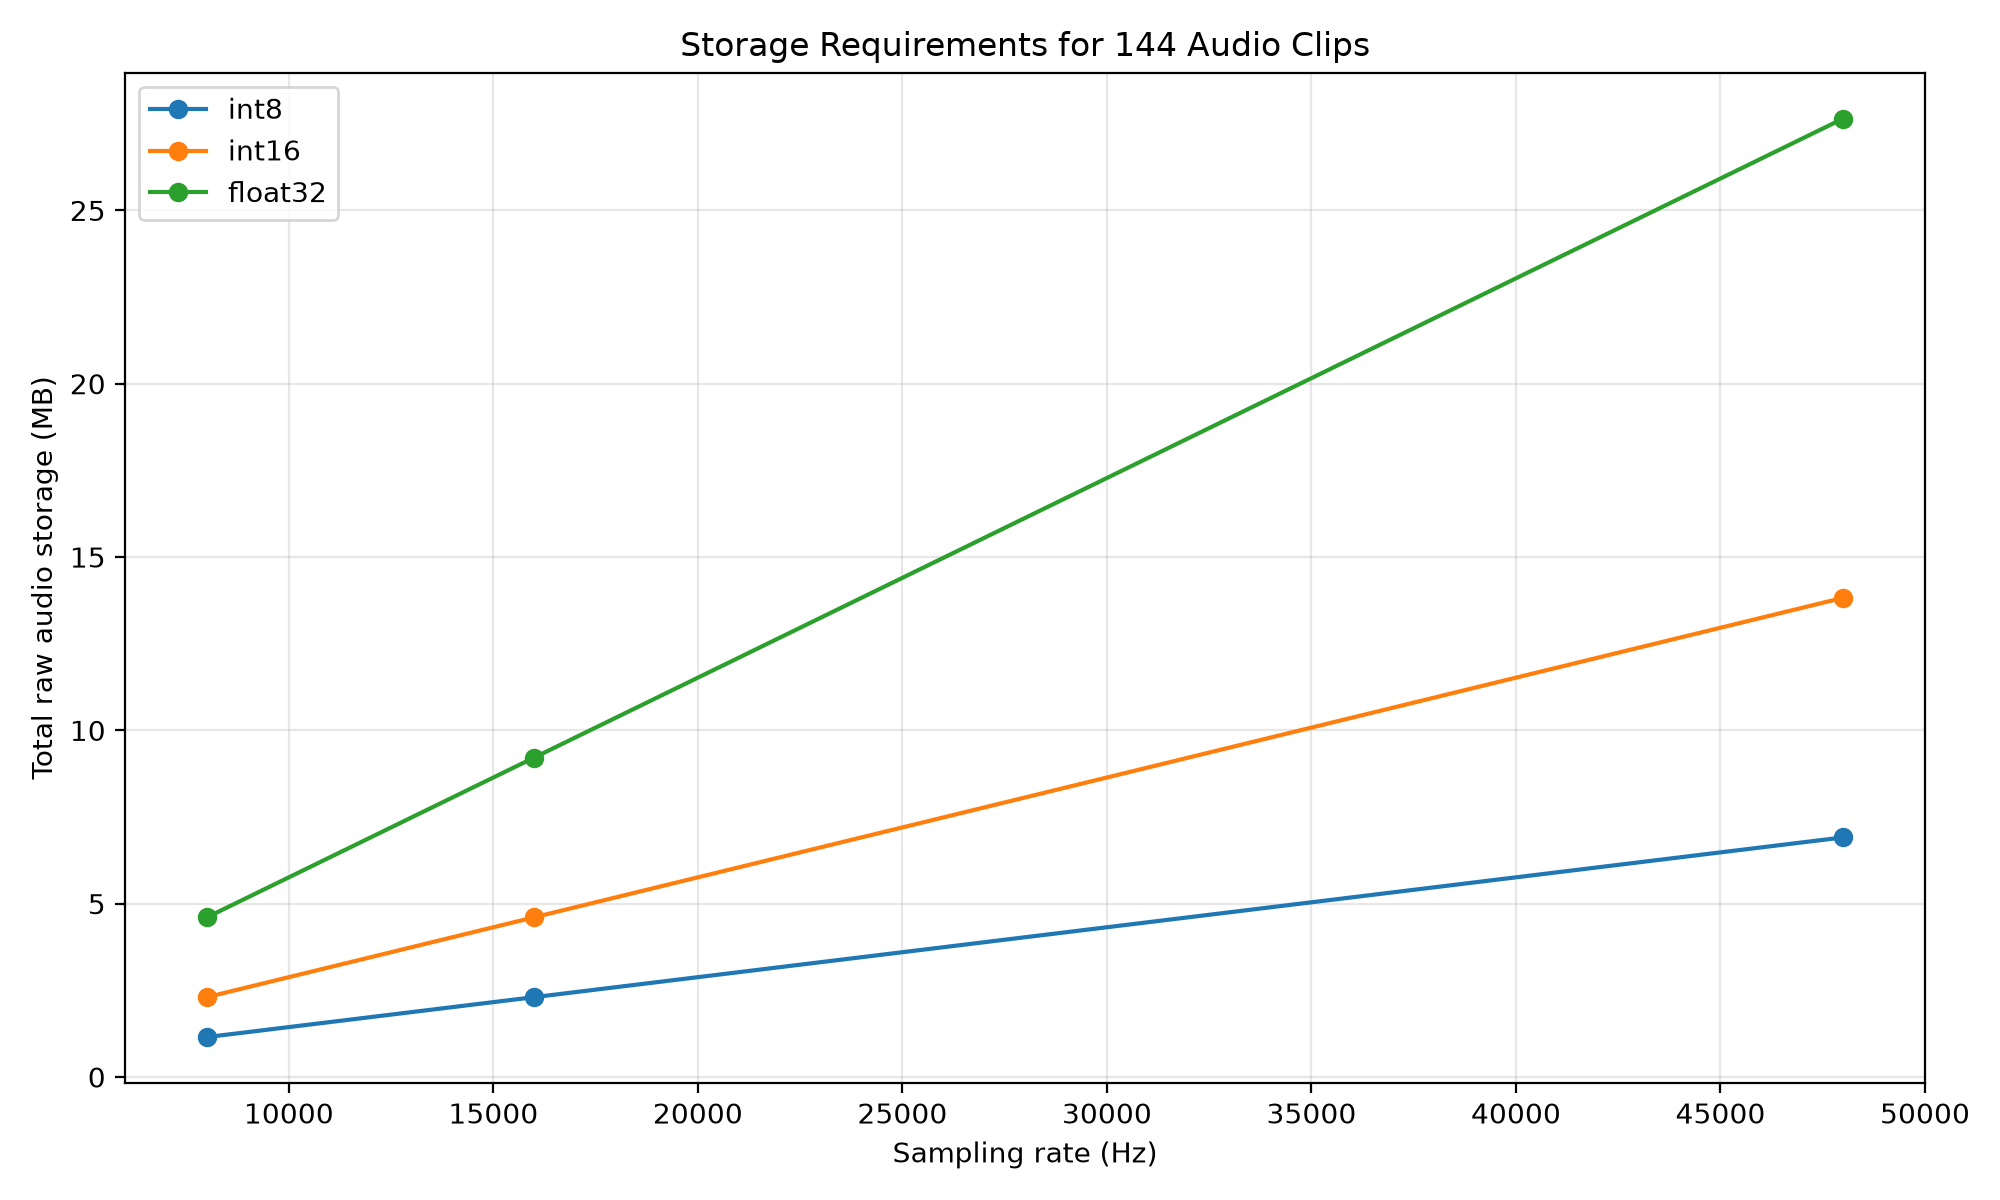 Storage Requirements for 144 Audio Clips
int8
int16
float32
25
20
15
10
5
0
Total raw audio storage (MB)
10000 15000 20000 25000 30000 35000 40000 45000 50000
Sampling rate (Hz)